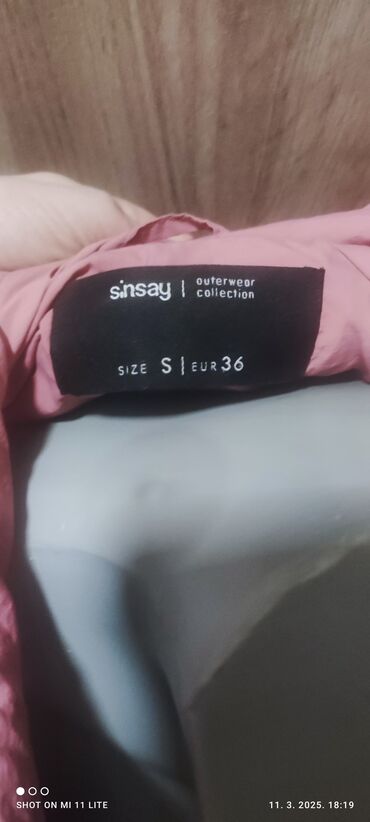 sinsay | outerwear
collection
SIZE S | EUR 36
SHOT ON MI 11 LITE
11. 3. 2025. 18:19